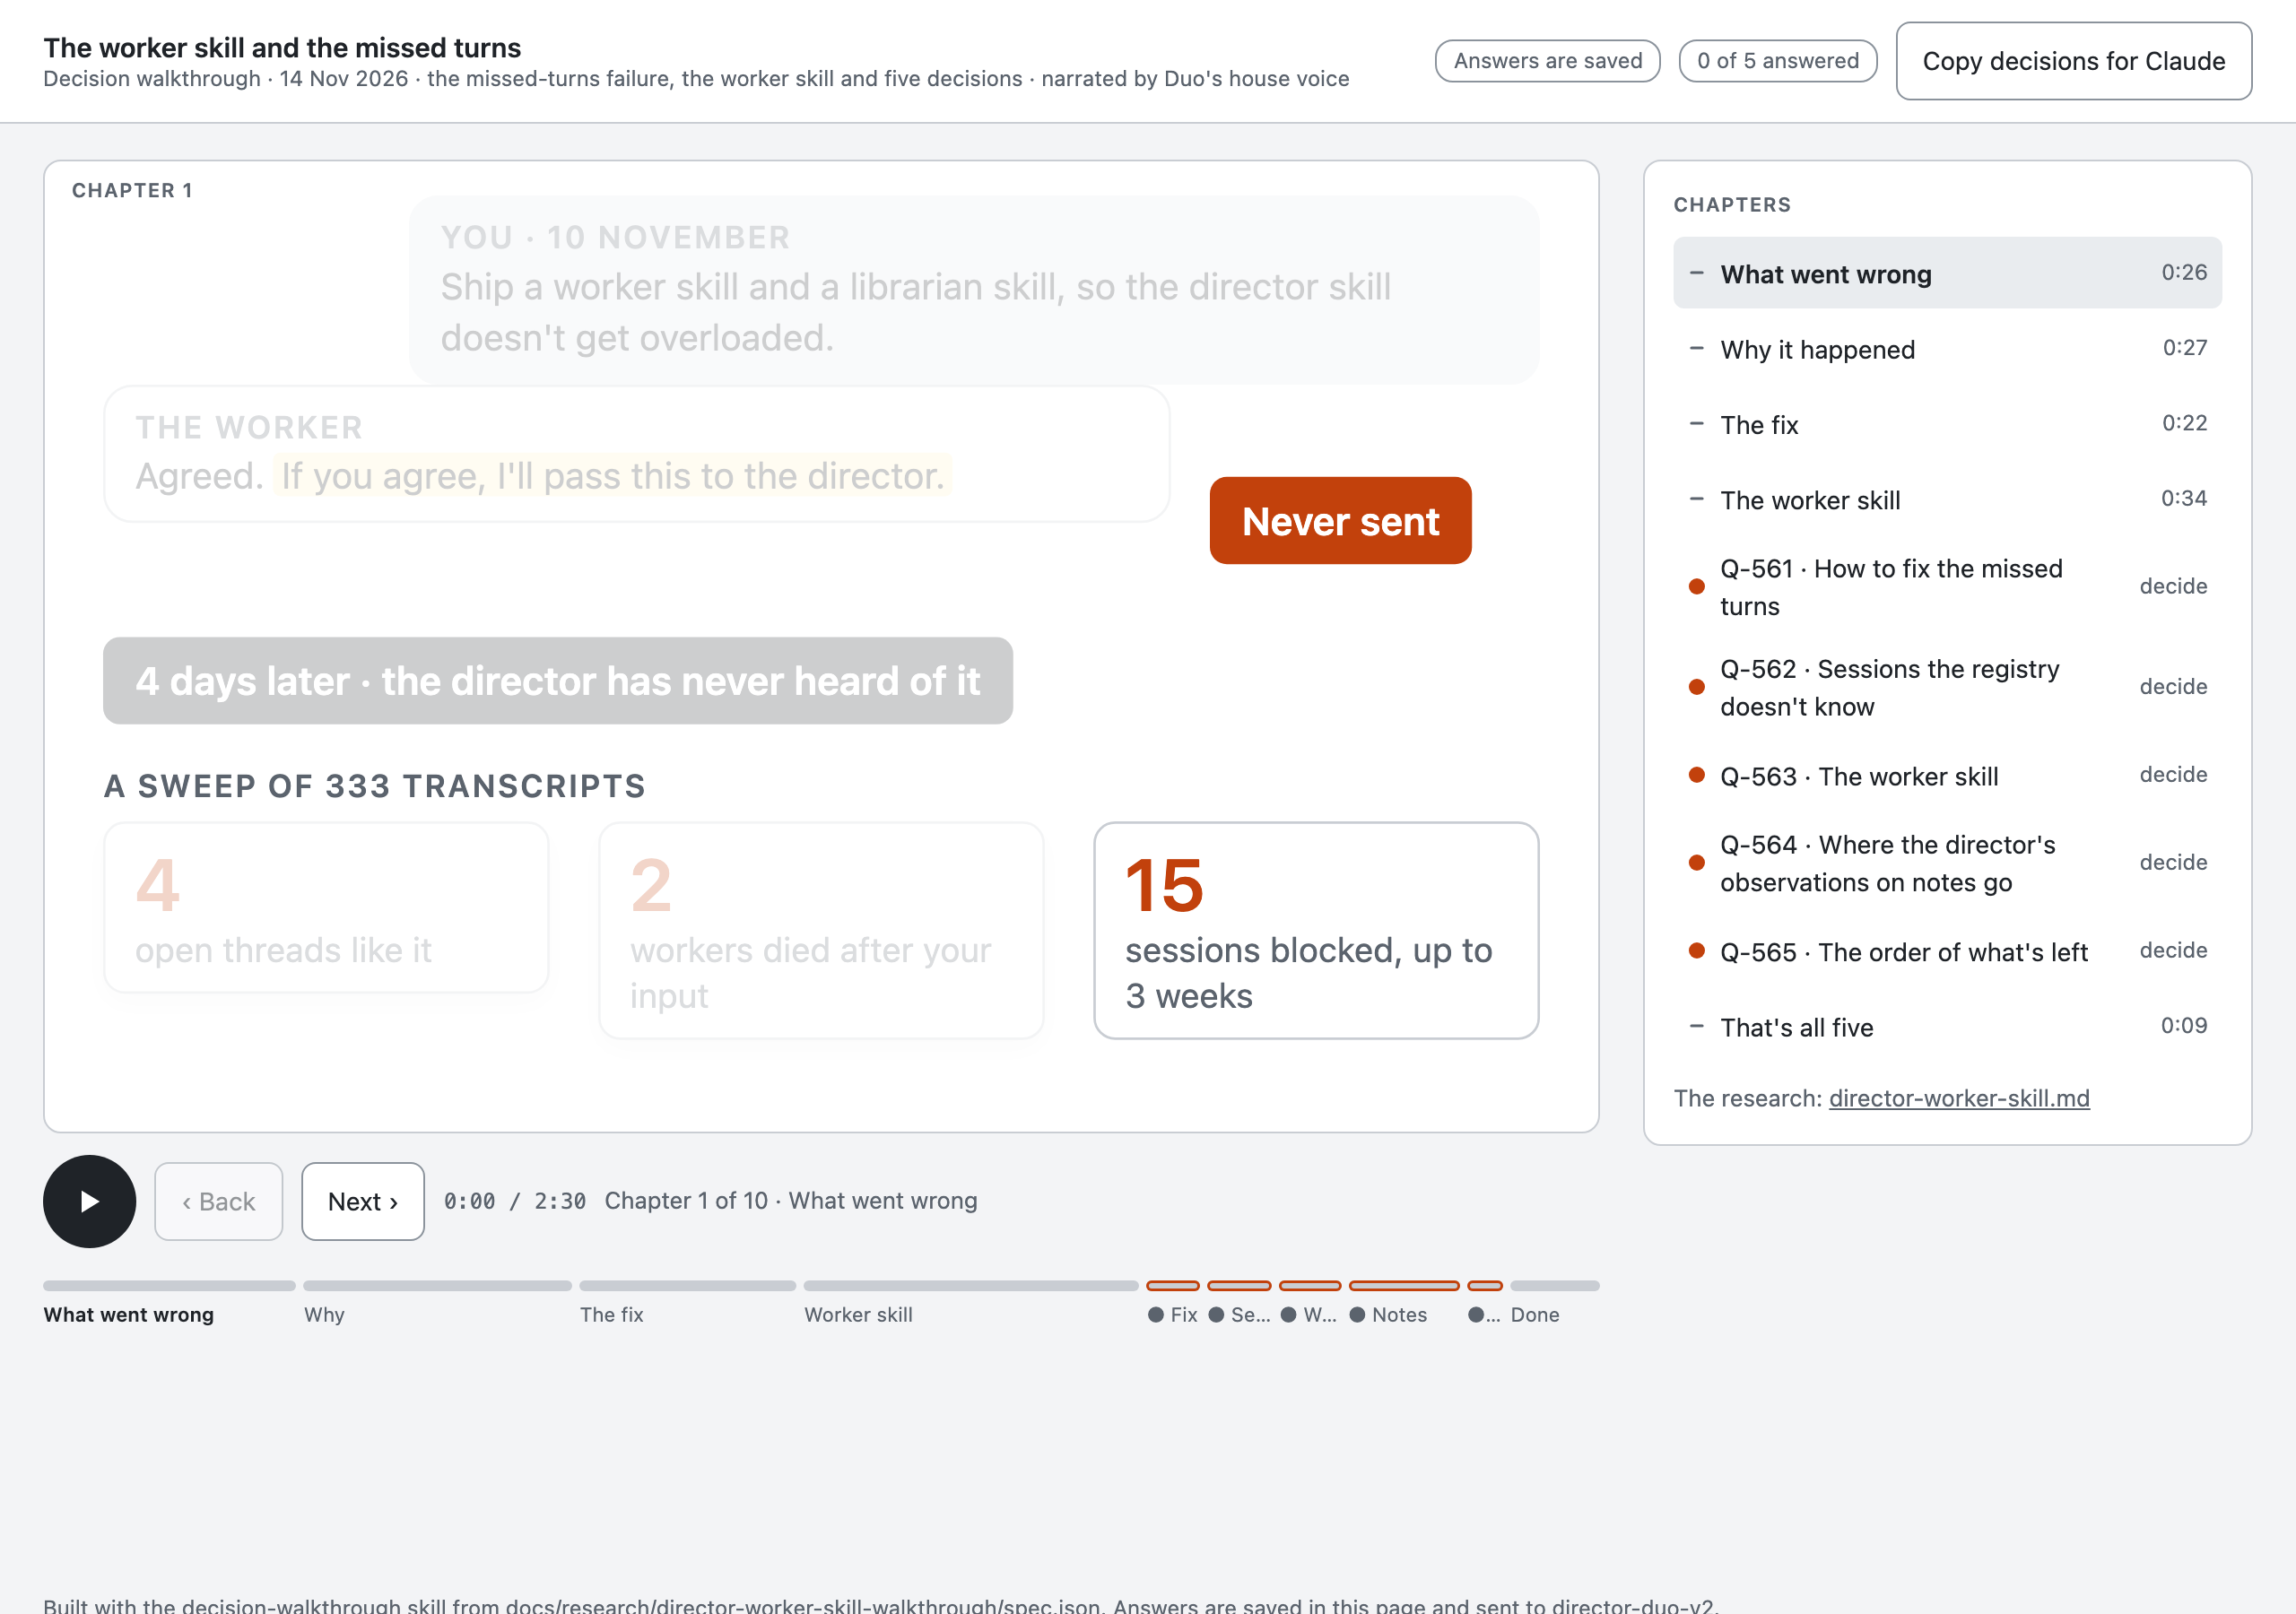 The worker skill and the missed turns
Decision walkthrough · 14 Nov 2026 · the missed-turns failure, the worker skill and five decisions · narrated by Duo's house voice
Answers are saved
0 of 5 answered
Copy decisions for Claude
CHAPTER 1
YOU · 10 NOVEMBER
Ship a worker skill and a librarian skill, so the director skill
doesn't get overloaded.
THE WORKER
Agreed. If you agree, I'll pass this to the director.
Never sent
4 days later · the director has never heard of it
A SWEEP OF 333 TRANSCRIPTS
4
open threads like it
2
workers died after your
input
15
sessions blocked, up to
3 weeks
CHAPTERS
– What went wrong 0:26
– Why it happened 0:27
– The fix 0:22
– The worker skill 0:34
Q-561 · How to fix the missed
turns
decide
Q-562 · Sessions the registry
doesn't know
decide
Q-563 · The worker skill decide
Q-564 · Where the director's
observations on notes go
decide
Q-565 · The order of what's left decide
– That's all five 0:09
The research: director-worker-skill.md
‹ Back
Next ›
0:00 / 2:30 Chapter 1 of 10 · What went wrong
What went wrong
Why
The fix
Worker skill
Fix
Se...
W...
Notes
...
Done
Built with the decision-walkthrough skill from docs/research/director-worker-skill-walkthrough/spec.json. Answers are saved in this page and sent to director-duo-v2.